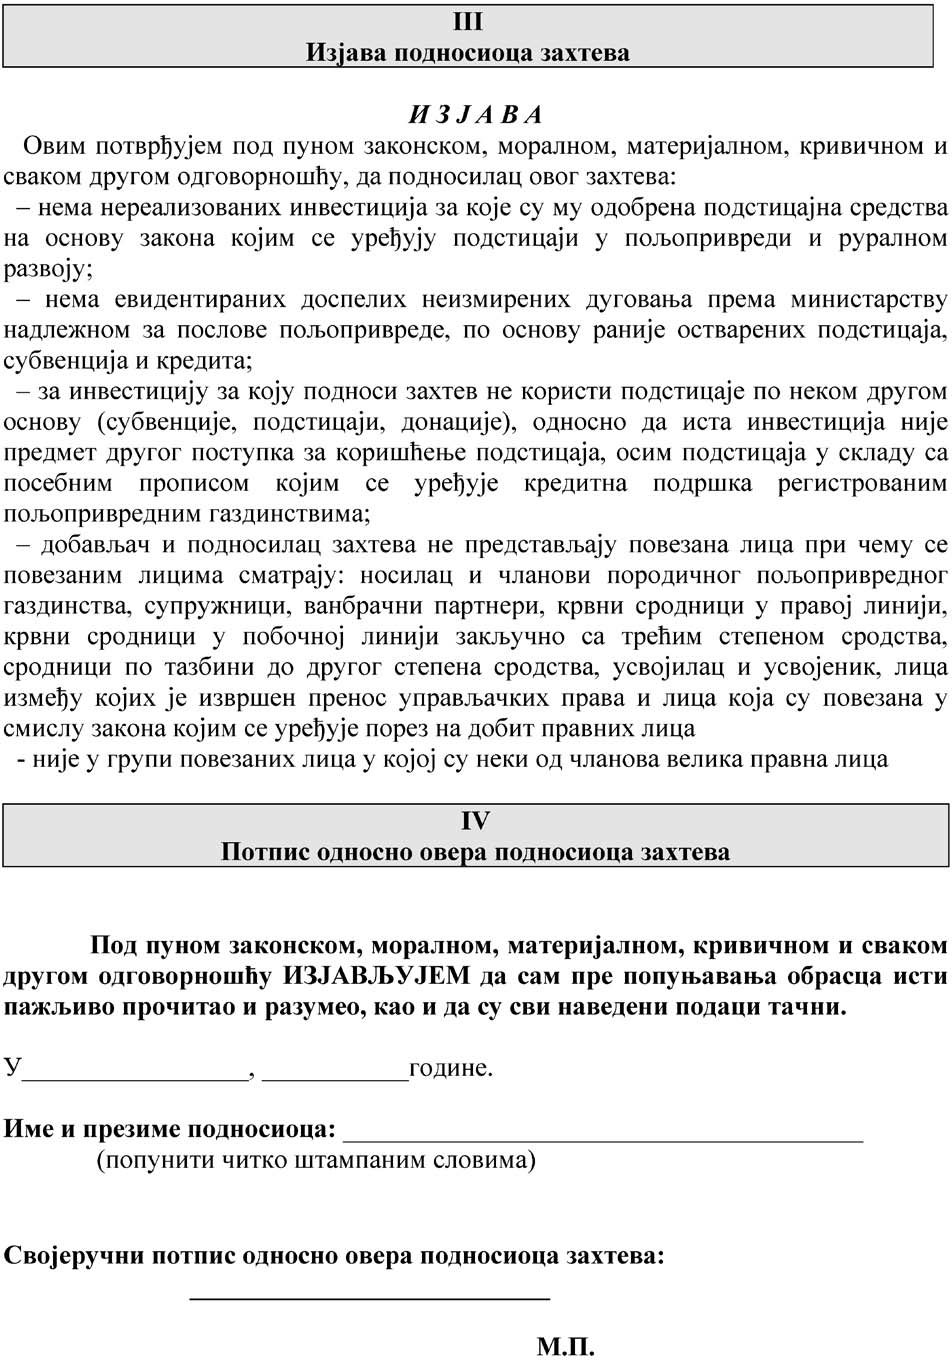 III
Изјава подносиоца захтева
И З Ј А В А
Овим потврђујем под пуном законском, моралном, материјалном, кривичном и
сваком другом одговорношћу, да подносилац овог захтева:
– нема нереализованих инвестиција за које су му одобрена подстицајна средства
на основу закона којим се уређују подстицаји у пољопривреди и руралном
развоју;
– нема евидентираних доспелих неизмирених дуговања према министарству
надлежном за послове пољопривреде, по основу раније остварених подстицаја,
субвенција и кредита;
– за инвестицију за коју подноси захтев не користи подстицаје по неком другом
основу (субвенције, подстицаји, донације), односно да иста инвестиција није
предмет другог поступка за коришћење подстицаја, осим подстицаја у складу са
посебним прописом којим се уређује кредитна подршка регистрованим
пољопривредним газдинствима;
– добављач и подносилац захтева не представљају повезана лица при чему се
повезаним лицима сматрају: носилац и чланови породичног пољопривредног
газдинства, супружници, ванбрачни партнери, крвни сродници у правој линији,
крвни сродници у побочној линији закључно са трећим степеном сродства,
сродници по тазбини до другог степена сродства, усвојилац и усвојеник, лица
између којих је извршен пренос управљачких права и лица која су повезана у
смислу закона којим се уређује порез на добит правних лица
- није у групи повезаних лица у којој су неки од чланова велика правна лица
IV
Потпис односно овера подносиоца захтева
Под пуном законском, моралном, материјалном, кривичном и сваком
другом одговорношћу ИЗЈАВЉУЈЕМ да сам пре попуњавања обрасца исти
пажљиво прочитао и разумео, као и да су сви наведени подаци тачни.
У_________________, ___________године.
Име и презиме подносиоца: _______________________________________
(попунити читко штампаним словима)
Својеручни потпис односно овера подносиоца захтева:
___________________________
М.П.